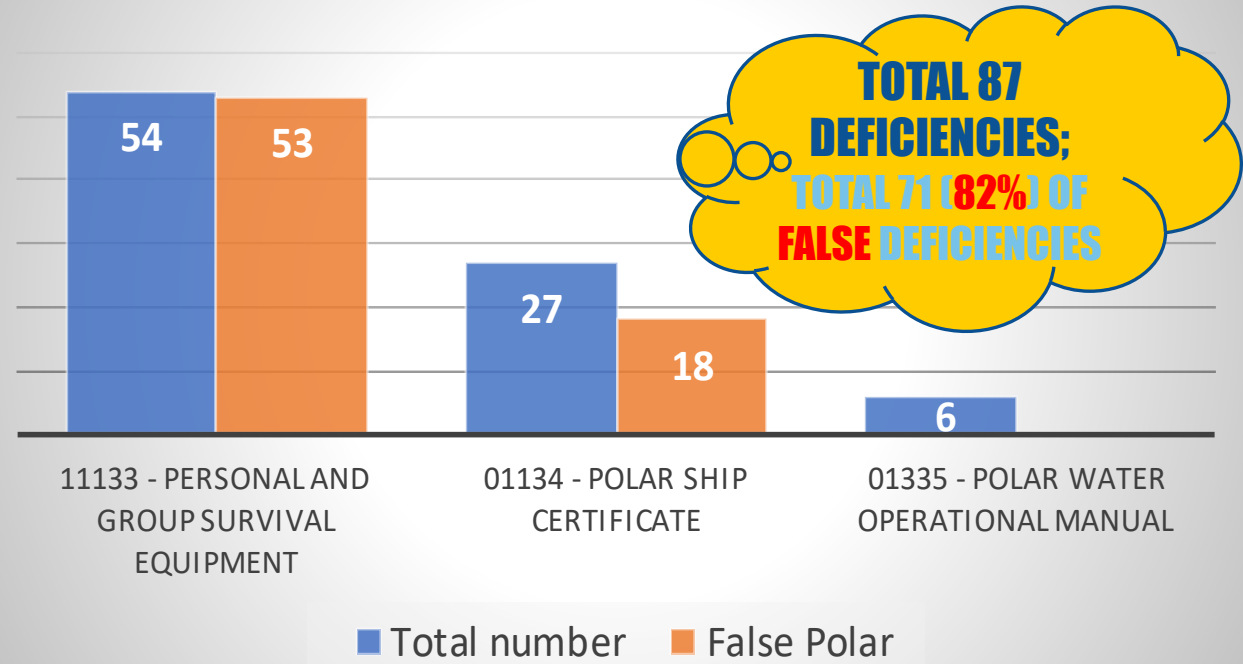 TOTAL 87
DEFICIENCIES;
TOTAL 71 (82%) OF
FALSE DEFICIENCIES
54
53
27
18
6
11133 - PERSONAL AND
GROUP SURVIVAL
EQUIPMENT
01134 - POLAR SHIP
CERTIFICATE
01335 - POLAR WATER
OPERATIONAL MANUAL
Total number
False Polar